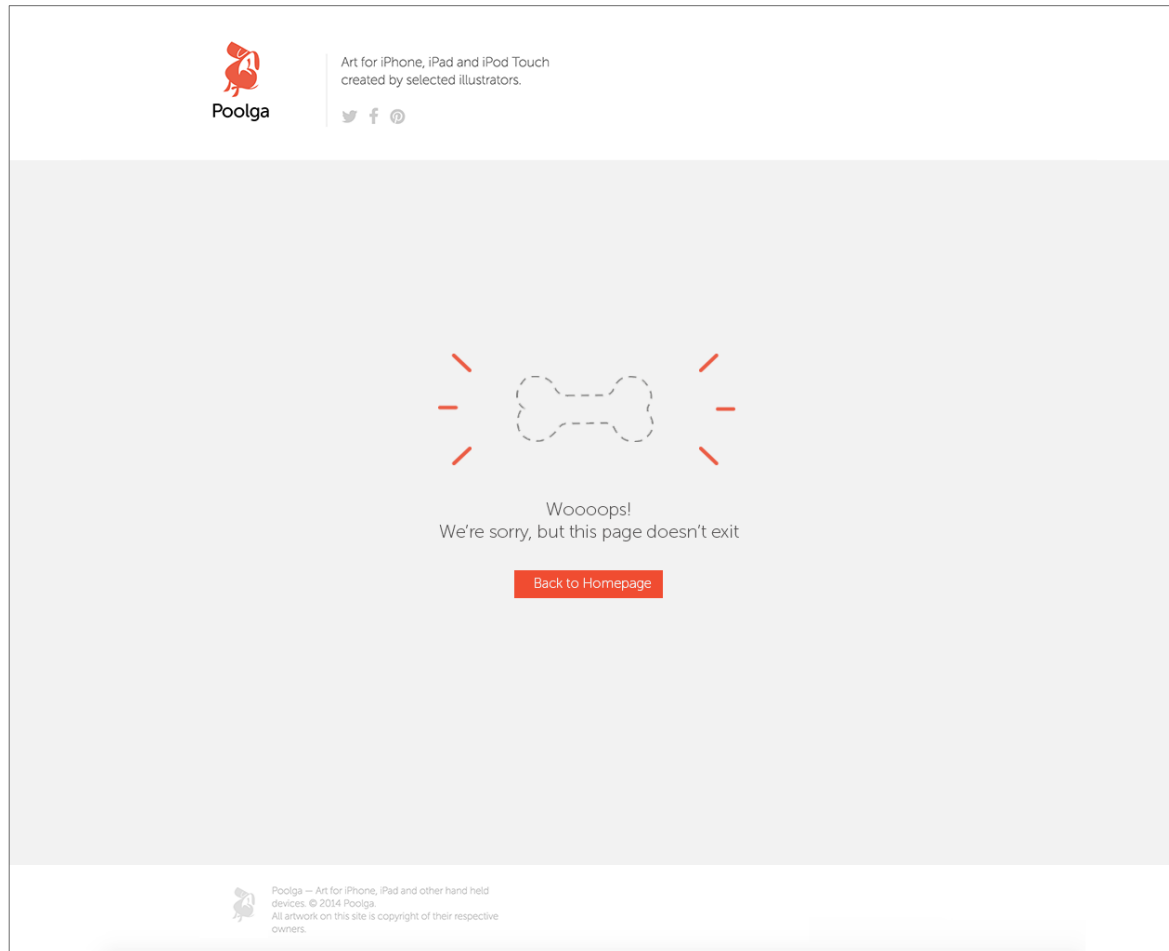 Poolga
Art for iPhone, iPad and iPod Touch
created by selected illustrators.
Woooops!
We're sorry, but this page doesn't exit
Back to Homepage
Poolga — Art for iPhone, iPad and other hand held
devices. © 2014 Poolga.
All artwork on this site is copyright of their respective
owners.